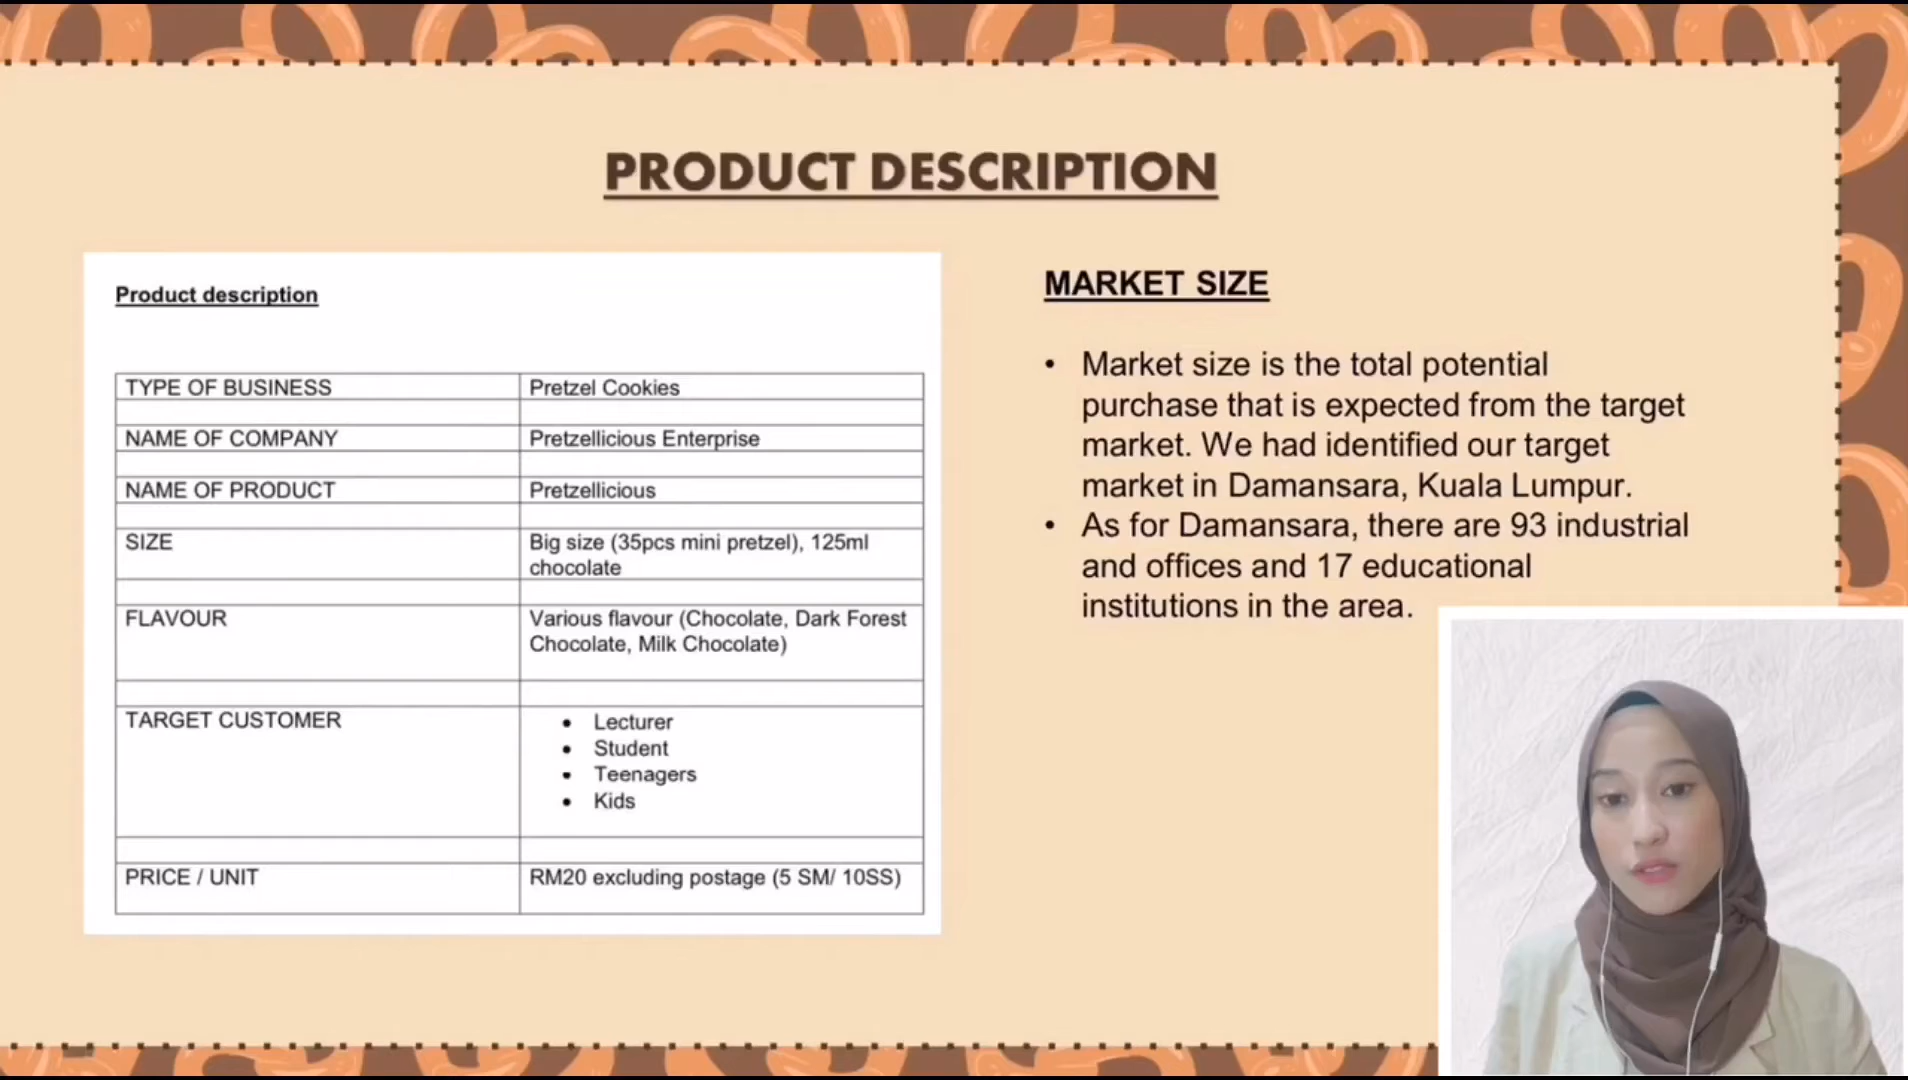 PRODUCT DESCRIPTION
Product description
TYPE OF BUSINESS Pretzel Cookies
NAME OF COMPANY Pretzellicious Enterprise
NAME OF PRODUCT Pretzellicious
SIZE Big size (35pcs mini pretzel), 125ml
chocolate
FLAVOUR Various flavour (Chocolate, Dark Forest
Chocolate, Milk Chocolate)
TARGET CUSTOMER • Lecturer
• Student
• Teenagers
• Kids
PRICE / UNIT RM20 excluding postage (5 SM/ 10SS)
MARKET SIZE
• Market size is the total potential
purchase that is expected from the target
market. We had identified our target
market in Damansara, Kuala Lumpur.
• As for Damansara, there are 93 industrial
and offices and 17 educational
institutions in the area.